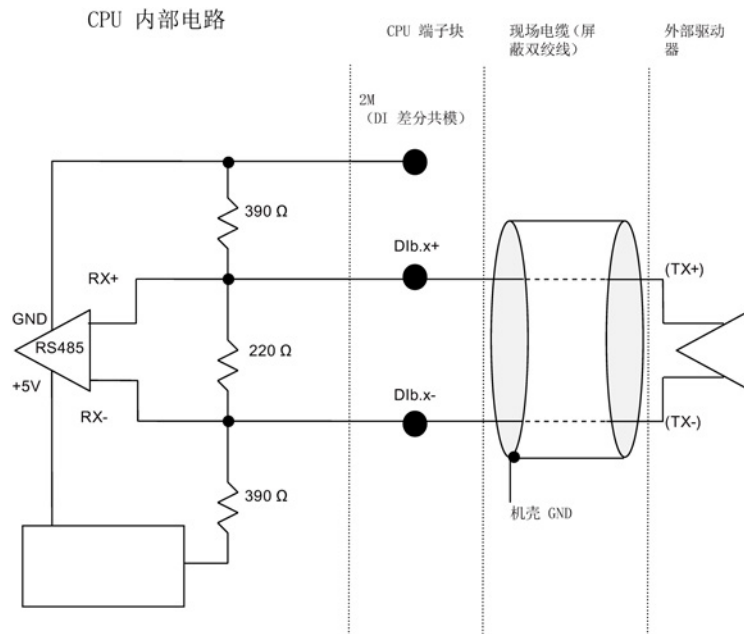 CPU 内部电路
CPU 端子块
现场电缆（屏
蔽双绞线）
外部驱动
器
2M
（DI 差分共模）
390 Ω
DIb.x+
RX+
(TX+)
GND
RS485
220 Ω
+5V
DIb.x-
RX-
(TX-)
390 Ω
机壳 GND